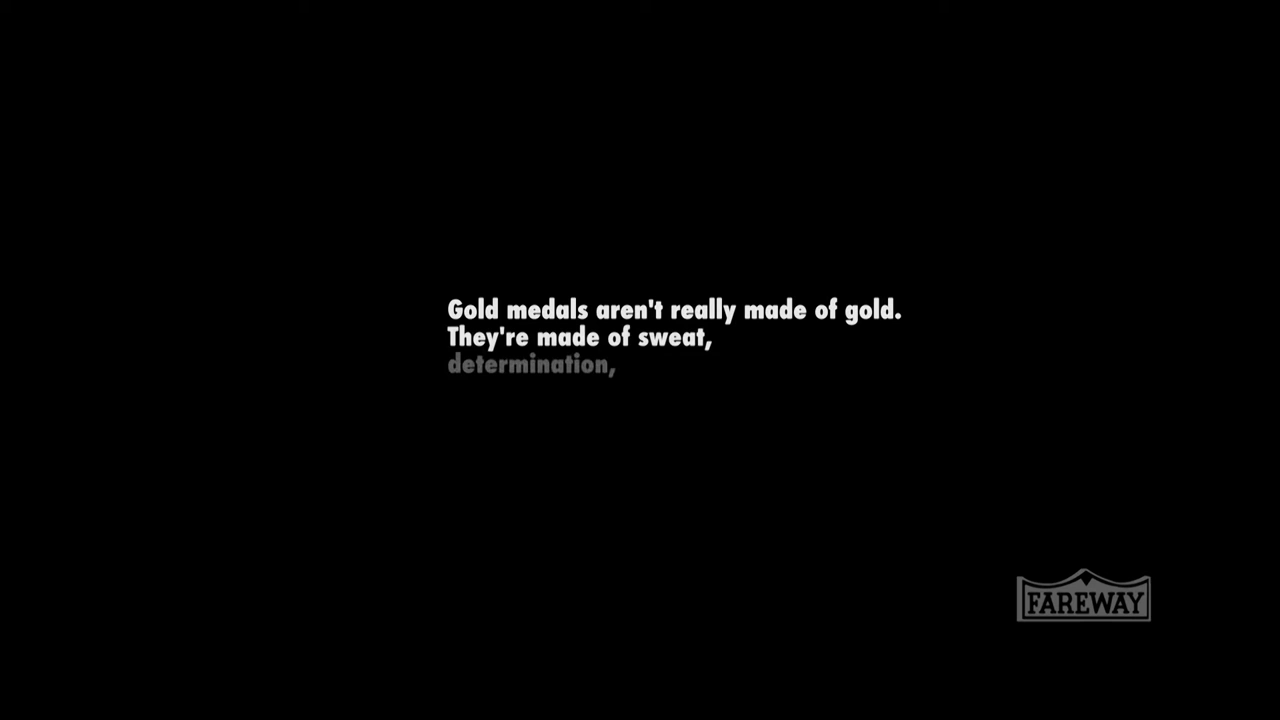 Gold medals aren't really made of gold.
They're made of sweat,
determination,
FAREWAY